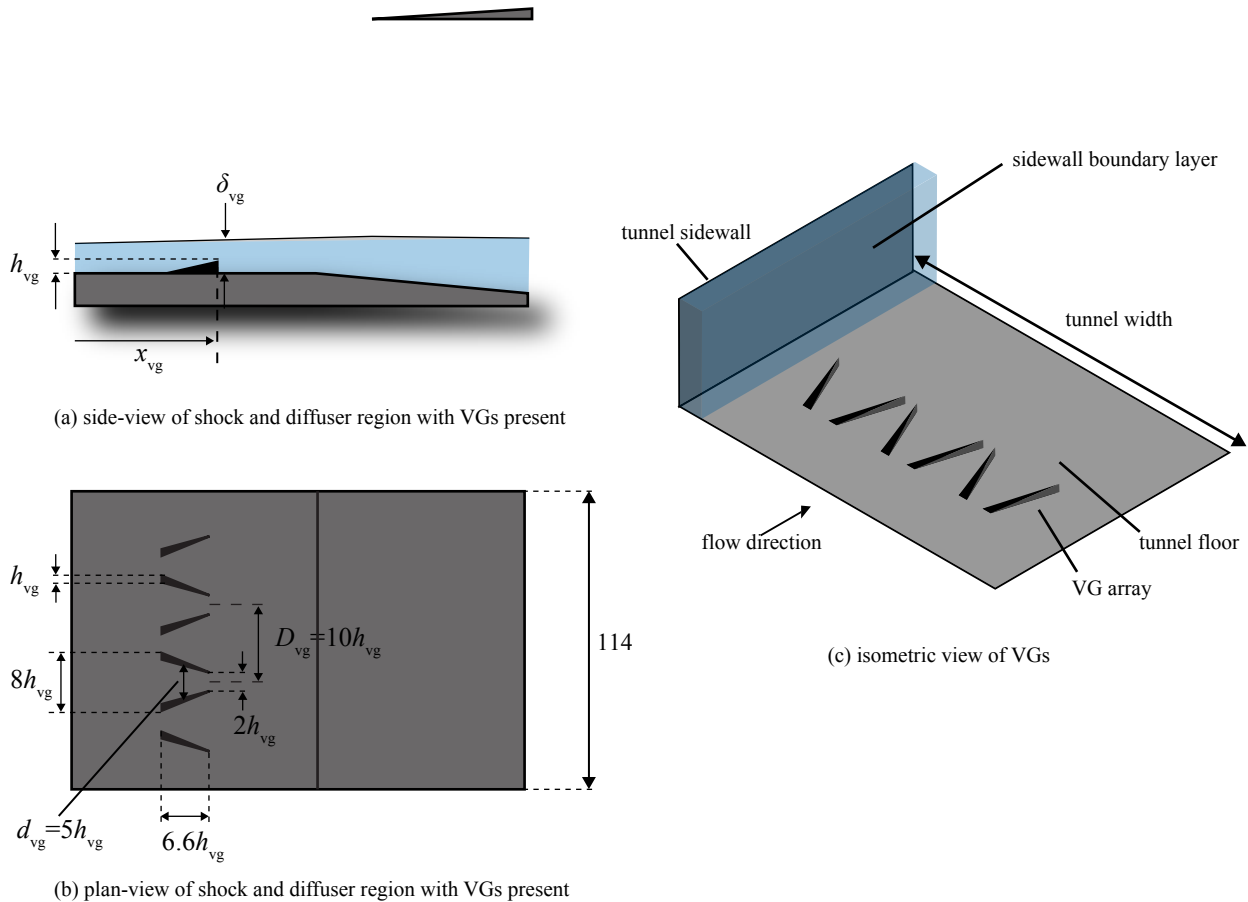 δvg
hvg
xvg
(a) side-view of shock and diffuser region with VGs present
hvg
Dvg=10hvg
8hvg
2hvg
114
dvg=5hvg
6.6hvg
(b) plan-view of shock and diffuser region with VGs present
sidewall boundary layer
tunnel sidewall
tunnel width
flow direction
tunnel floor
VG array
(c) isometric view of VGs